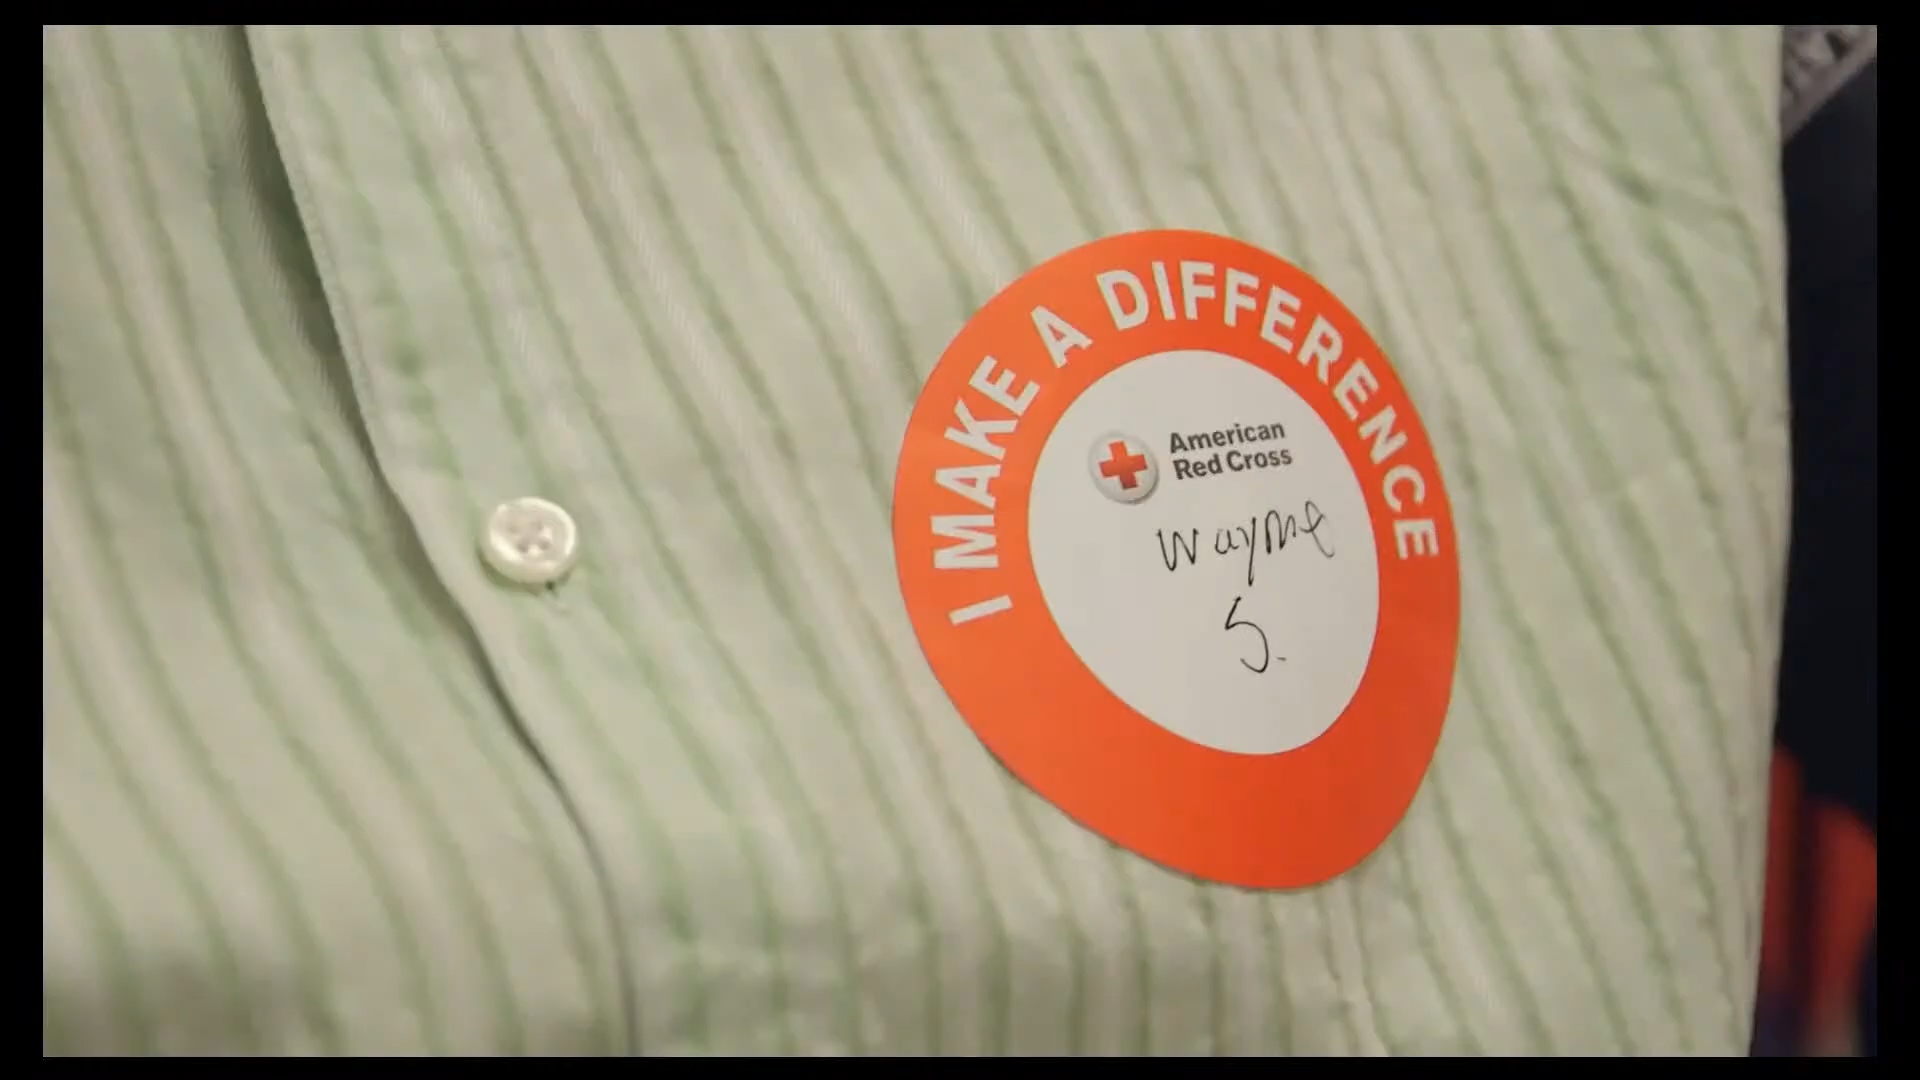 I MAKE A DIFFERENCE
American
Red Cross
Wayne
S.